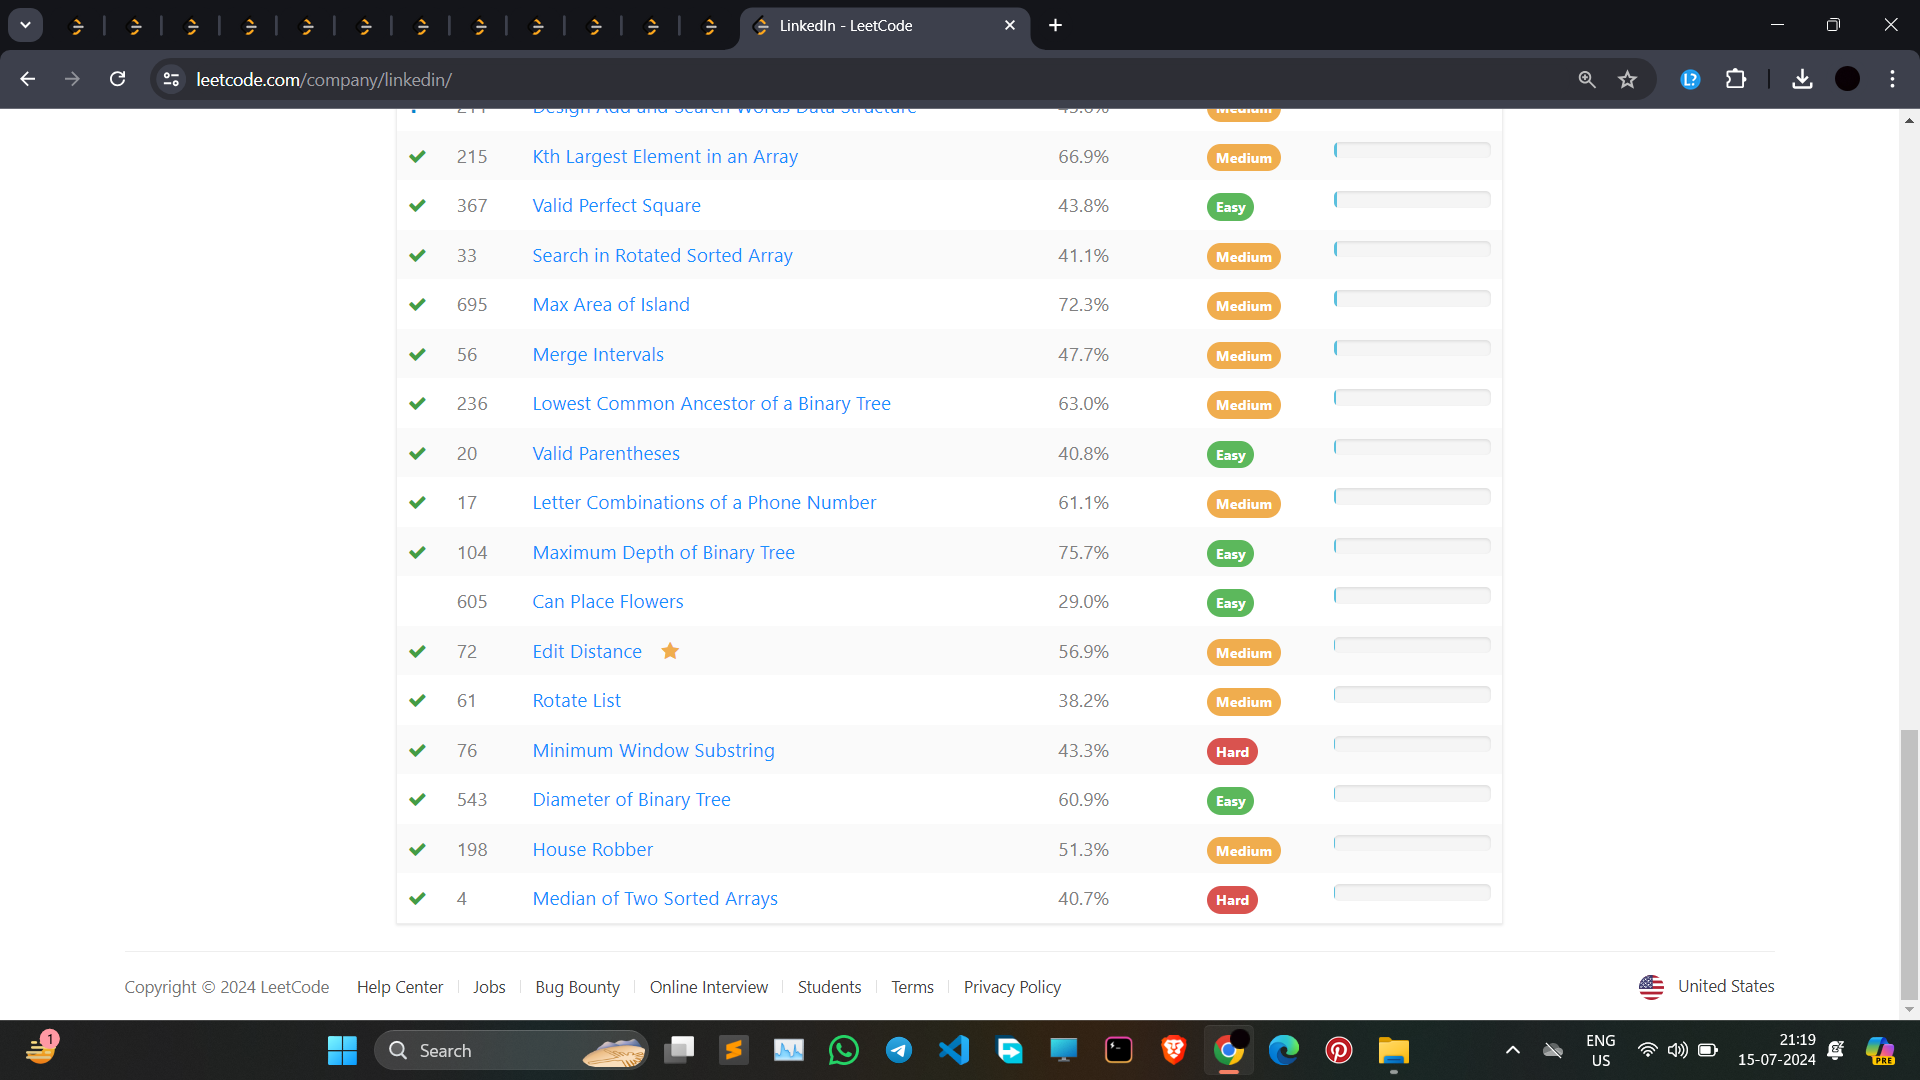 LinkedIn - LeetCode
leetcode.com/company/linkedin/
211 Design Add and Search Words Data Structure 45.0% Medium
215 Kth Largest Element in an Array 66.9% Medium
367 Valid Perfect Square 43.8% Easy
33 Search in Rotated Sorted Array 41.1% Medium
695 Max Area of Island 72.3% Medium
56 Merge Intervals 47.7% Medium
236 Lowest Common Ancestor of a Binary Tree 63.0% Medium
20 Valid Parentheses 40.8% Easy
17 Letter Combinations of a Phone Number 61.1% Medium
104 Maximum Depth of Binary Tree 75.7% Easy
605 Can Place Flowers 29.0% Easy
72 Edit Distance 56.9% Medium
61 Rotate List 38.2% Medium
76 Minimum Window Substring 43.3% Hard
543 Diameter of Binary Tree 60.9% Easy
198 House Robber 51.3% Medium
4 Median of Two Sorted Arrays 40.7% Hard
Copyright © 2024 LeetCode Help Center Jobs Bug Bounty Online Interview Students Terms Privacy Policy United States
1 Search ENG 21:19
US 15-07-2024 PRE